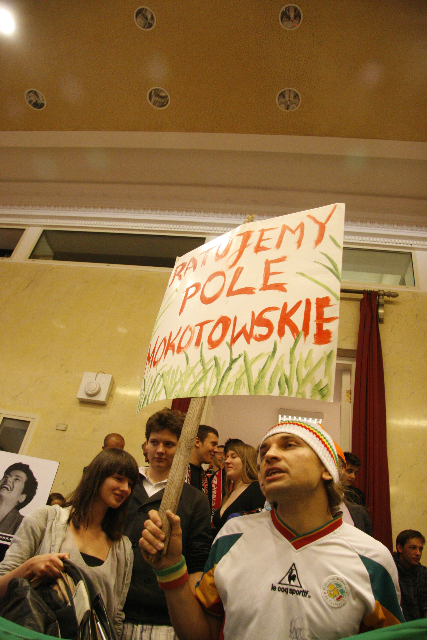 RATUJEMY
POLE
MOKOTOWSKIE
le coq sportif